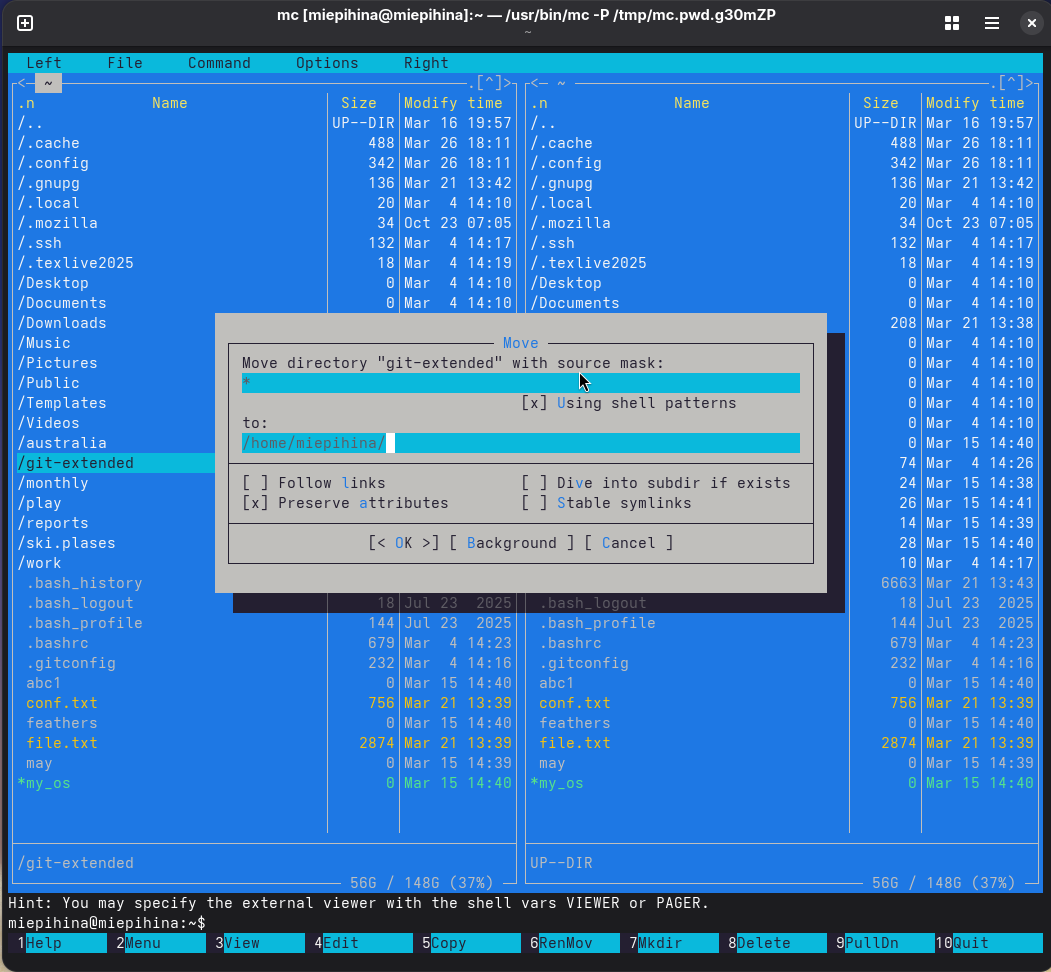 mc [miepihina@miepihina]:~ — /usr/bin/mc -P /tmp/mc.pwd.g30mZP
~
Left File Command Options Right
<─ ~ .[^]> <─ ~ .[^]>
.n Name Size Modify time .n Name Size Modify time
/.. UP--DIR Mar 16 19:57 /.. UP--DIR Mar 16 19:57
/.cache 488 Mar 26 18:11 /.cache 488 Mar 26 18:11
/.config 342 Mar 26 18:11 /.config 342 Mar 26 18:11
/.gnupg 136 Mar 21 13:42 /.gnupg 136 Mar 21 13:42
/.local 20 Mar 4 14:10 /.local 20 Mar 4 14:10
/.mozilla 34 Oct 23 07:05 /.mozilla 34 Oct 23 07:05
/.ssh 132 Mar 4 14:17 /.ssh 132 Mar 4 14:17
/.texlive2025 18 Mar 4 14:19 /.texlive2025 18 Mar 4 14:19
/Desktop 0 Mar 4 14:10 /Desktop 0 Mar 4 14:10
/Documents 0 Mar 4 14:10 /Documents 0 Mar 4 14:10
/Downloads 208 Mar 21 13:38
/Music Move 0 Mar 4 14:10
/Pictures Move directory "git-extended" with source mask: 0 Mar 4 14:10
/Public * 0 Mar 4 14:10
/Templates [x] Using shell patterns 0 Mar 4 14:10
/Videos to: 0 Mar 4 14:10
/australia /home/miepihina/ 0 Mar 15 14:40
/git-extended 74 Mar 4 14:26
/monthly [ ] Follow links [ ] Dive into subdir if exists 24 Mar 15 14:38
/play [x] Preserve attributes [ ] Stable symlinks 26 Mar 15 14:41
/reports 14 Mar 15 14:39
/ski.plases [< OK >] [ Background ] [ Cancel ] 28 Mar 15 14:40
/work 10 Mar 4 14:17
.bash_history 6663 Mar 21 13:43
.bash_logout 18 Jul 23 2025 .bash_logout 18 Jul 23 2025
.bash_profile 144 Jul 23 2025 .bash_profile 144 Jul 23 2025
.bashrc 679 Mar 4 14:23 .bashrc 679 Mar 4 14:23
.gitconfig 232 Mar 4 14:16 .gitconfig 232 Mar 4 14:16
abc1 0 Mar 15 14:40 abc1 0 Mar 15 14:40
conf.txt 756 Mar 21 13:39 conf.txt 756 Mar 21 13:39
feathers 0 Mar 15 14:40 feathers 0 Mar 15 14:40
file.txt 2874 Mar 21 13:39 file.txt 2874 Mar 21 13:39
may 0 Mar 15 14:39 may 0 Mar 15 14:39
*my_os 0 Mar 15 14:40 *my_os 0 Mar 15 14:40
/git-extended UP--DIR
56G / 148G (37%) 56G / 148G (37%)
Hint: You may specify the external viewer with the shell vars VIEWER or PAGER.
miepihina@miepihina:~$
1Help 2Menu 3View 4Edit 5Copy 6RenMov 7Mkdir 8Delete 9PullDn 10Quit